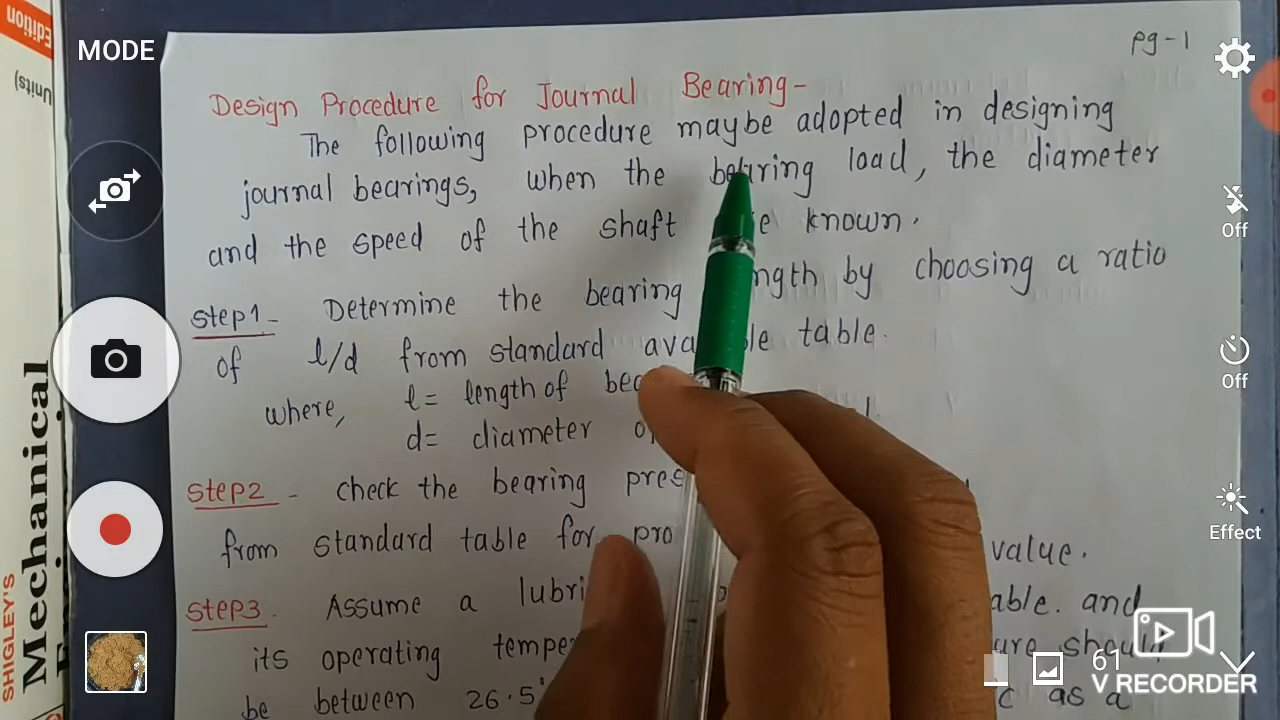 MODE
pg-1
Design Procedure for Journal Bearing-
The following procedure maybe adopted in designing
journal bearings, when the bearing load, the diameter
and the speed of the shaft known.
step1- Determine the bearing by choosing a ratio
of l/d from standard table.
where, l= length of
d= diameter
step2 - check the bearing
from standard table for value.
step3. Assume a and
its operating should
be between 26.5° as a
Off
Off
Effect
61
V RECORDER
Edition
Units)
SHIGLEY'S
Mechanical